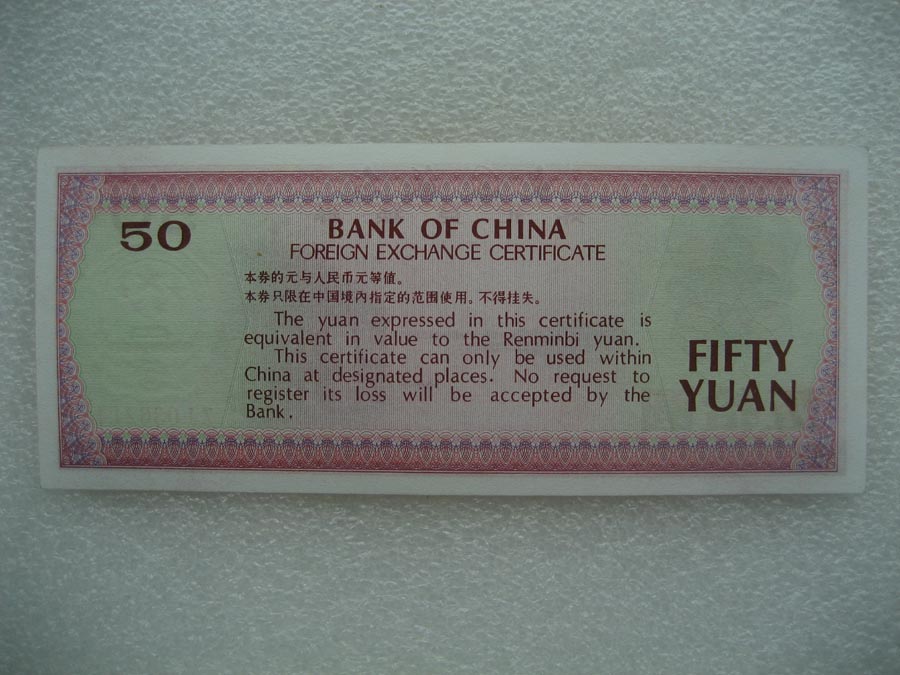 50
BANK OF CHINA
FOREIGN EXCHANGE CERTIFICATE
本券的元与人民币元等值。
本券只限在中国境内指定的范围使用。不得挂失。
The yuan expressed in this certificate is
equivalent in value to the Renminbi yuan.
This certificate can only be used within
China at designated places. No request to
register its loss will be accepted by the
Bank.
FIFTY
YUAN